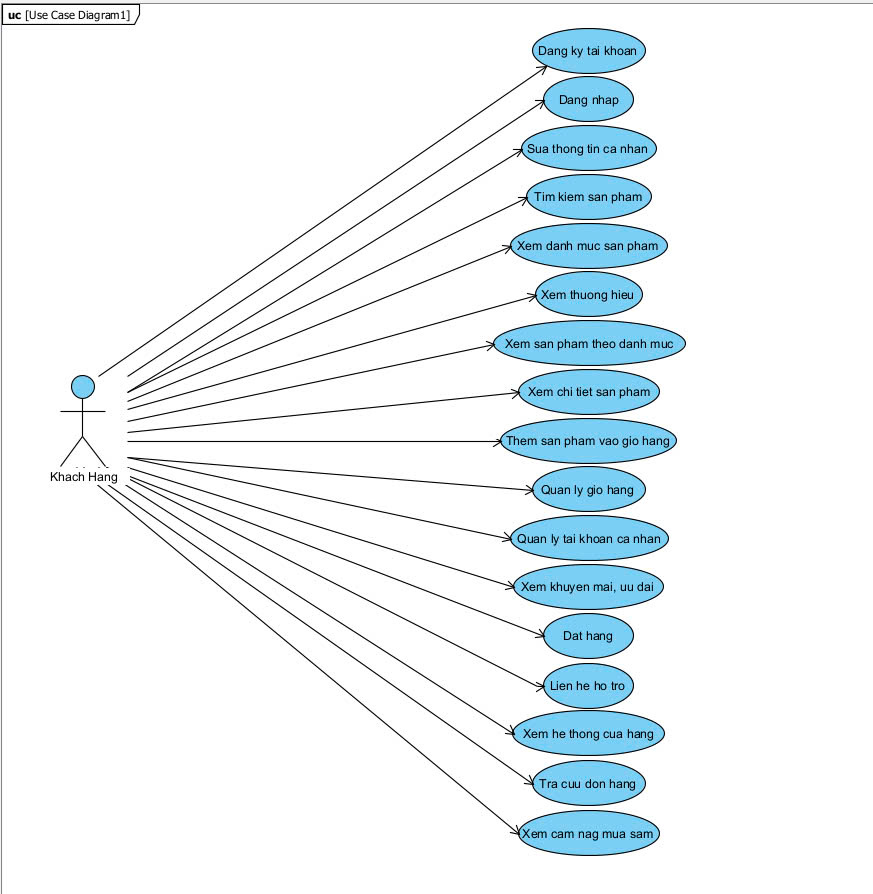 uc [Use Case Diagram1]
Dang ky tai khoan
Dang nhap
Sua thong tin ca nhan
Tim kiem san pham
Xem danh muc san pham
Xem thuong hieu
Xem san pham theo danh muc
Xem chi tiet san pham
Them san pham vao gio hang
Khach Hang
Quan ly gio hang
Quan ly tai khoan ca nhan
Xem khuyen mai, uu dai
Dat hang
Lien he ho tro
Xem he thong cua hang
Tra cuu don hang
Xem cam nag mua sam